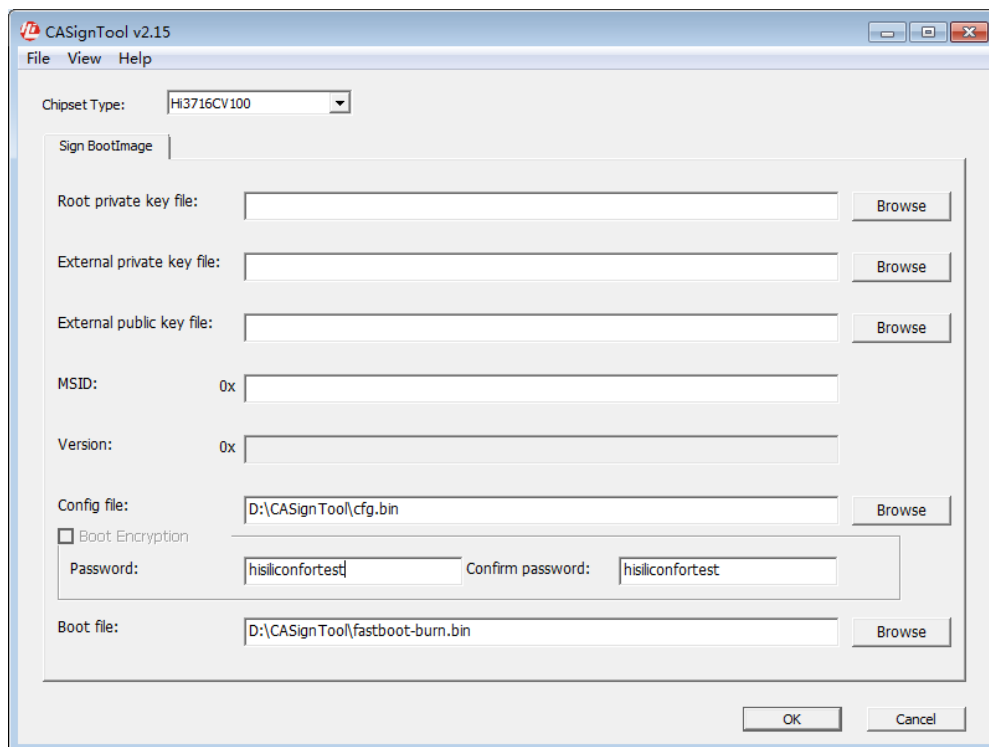 CASignTool v2.15
File View Help
Chipset Type: Hi3716CV100
Sign BootImage
Root private key file: Browse
External private key file: Browse
External public key file: Browse
MSID: 0x
Version: 0x
Config file: D:\CASignTool\cfg.bin Browse
Boot Encryption
Password: hisiliconfortest Confirm password: hisiliconfortest
Boot file: D:\CASignTool\fastboot-burn.bin Browse
OK Cancel